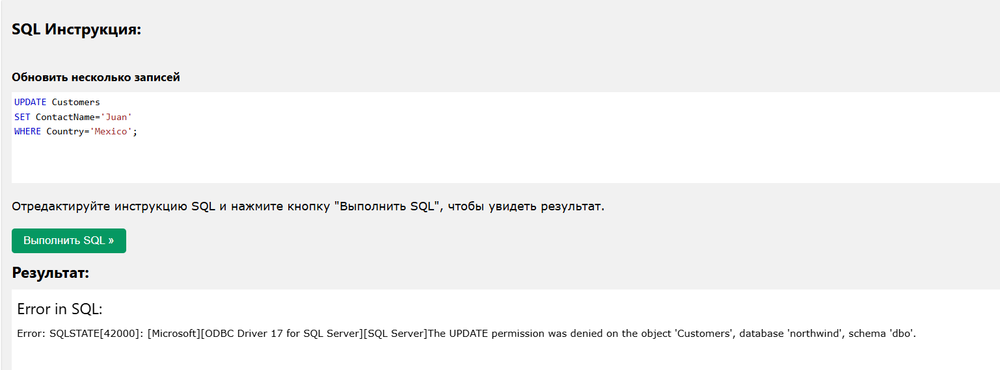 SQL Инструкция:
Обновить несколько записей
UPDATE Customers
SET ContactName='Juan'
WHERE Country='Mexico';
Отредактируйте инструкцию SQL и нажмите кнопку "Выполнить SQL", чтобы увидеть результат.
Выполнить SQL »
Результат:
Error in SQL:
Error: SQLSTATE[42000]: [Microsoft][ODBC Driver 17 for SQL Server][SQL Server]The UPDATE permission was denied on the object 'Customers', database 'northwind', schema 'dbo'.